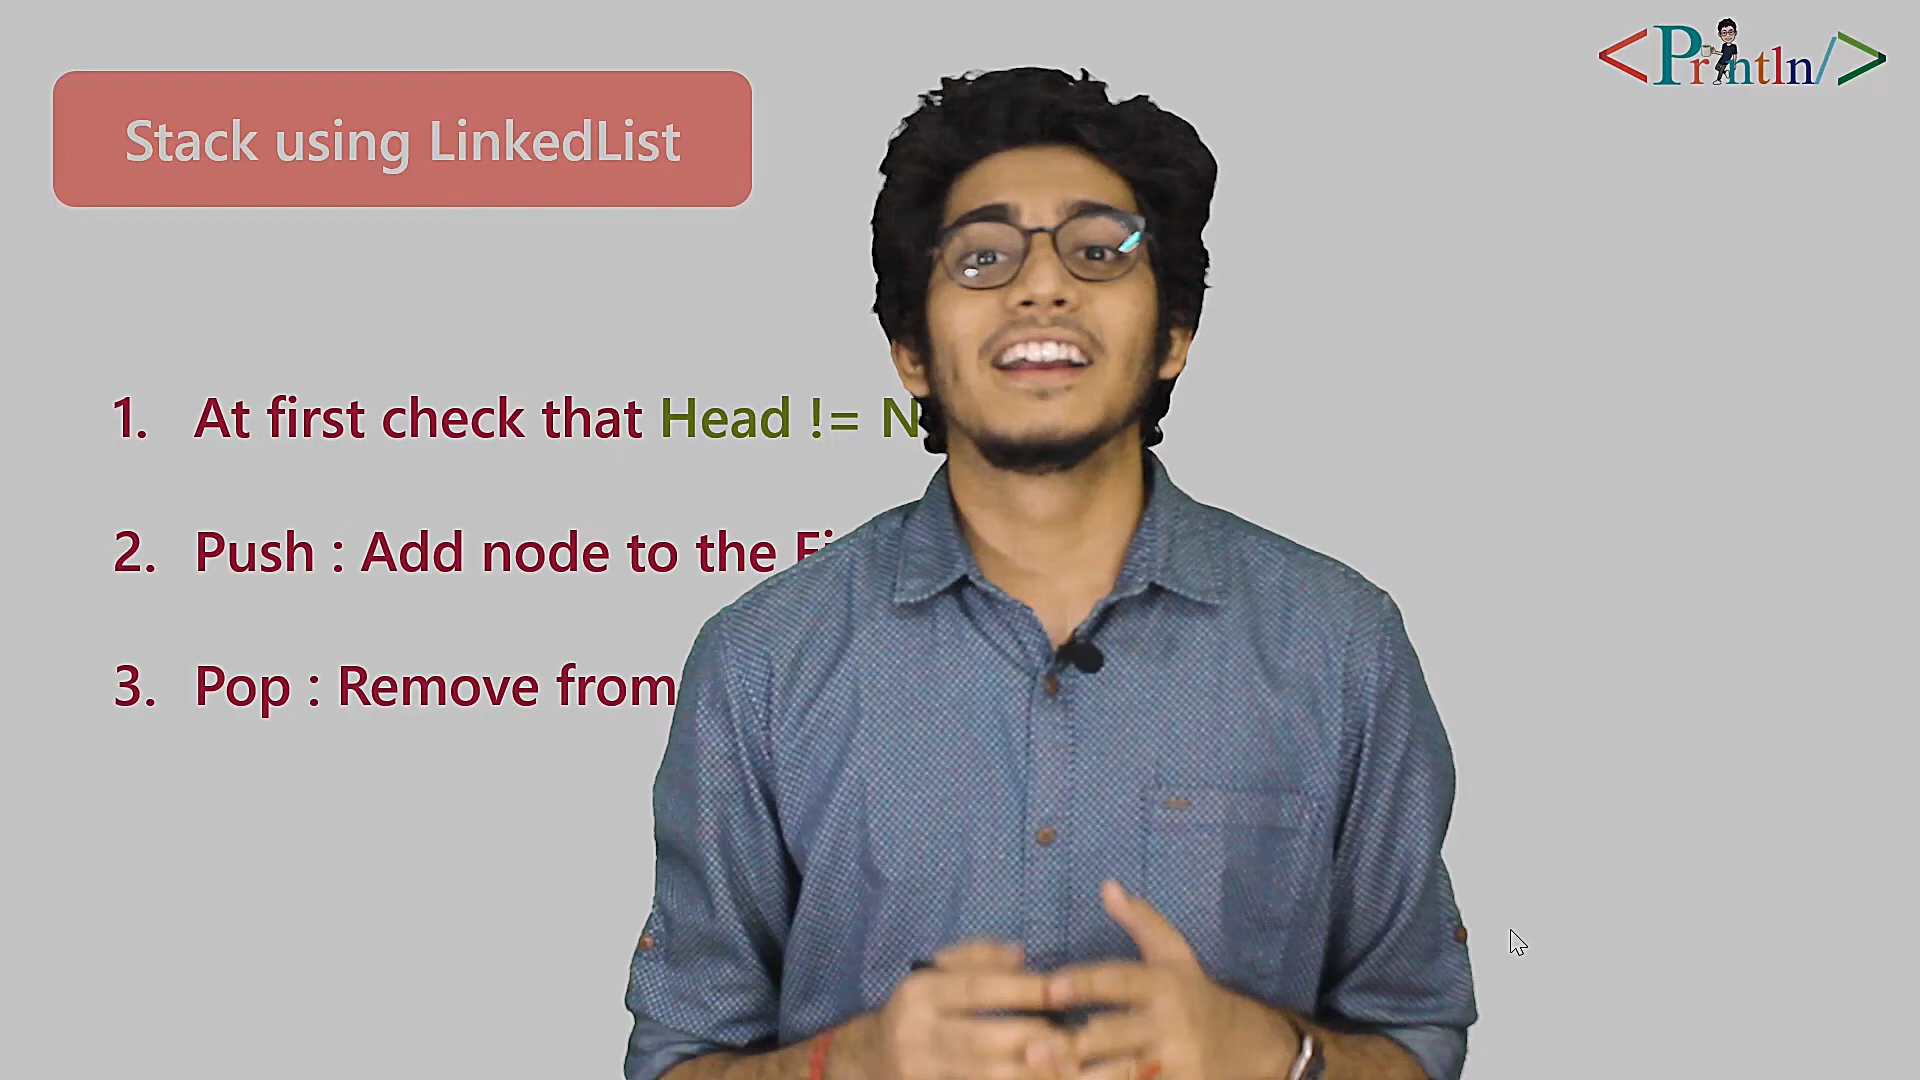 <Println/>
Stack using LinkedList
1. At first check that Head != N
2. Push : Add node to the
3. Pop : Remove from